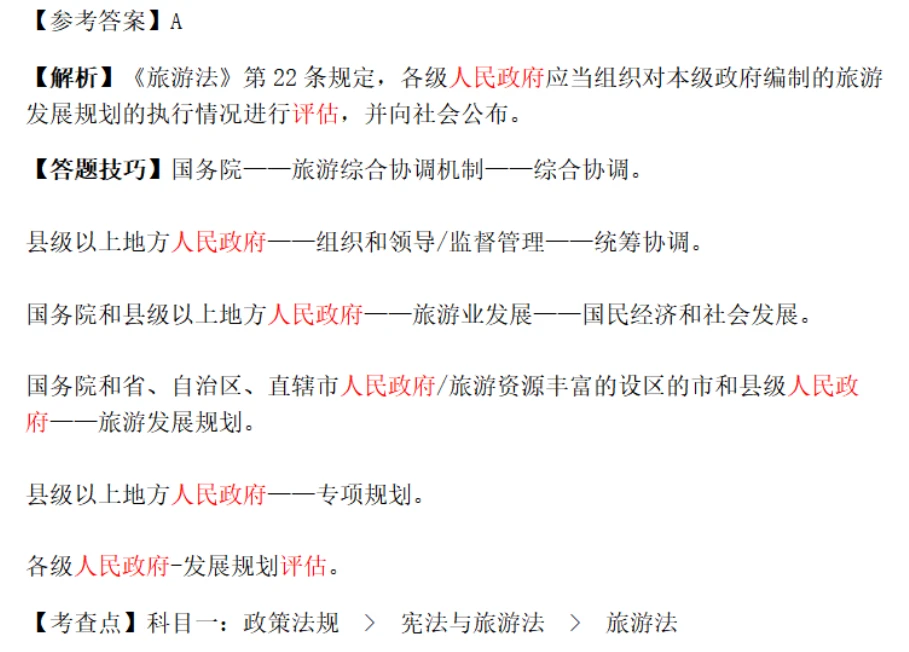 【参考答案】A
【解析】《旅游法》第 22 条规定，各级人民政府应当组织对本级政府编制的旅游
发展规划的执行情况进行评估，并向社会公布。
【答题技巧】国务院——旅游综合协调机制——综合协调。
县级以上地方人民政府——组织和领导/监督管理——统筹协调。
国务院和县级以上地方人民政府——旅游业发展——国民经济和社会发展。
国务院和省、自治区、直辖市人民政府/旅游资源丰富的设区的市和县级人民政
府——旅游发展规划。
县级以上地方人民政府——专项规划。
各级人民政府-发展规划评估。
【考查点】科目一：政策法规 > 宪法与旅游法 > 旅游法